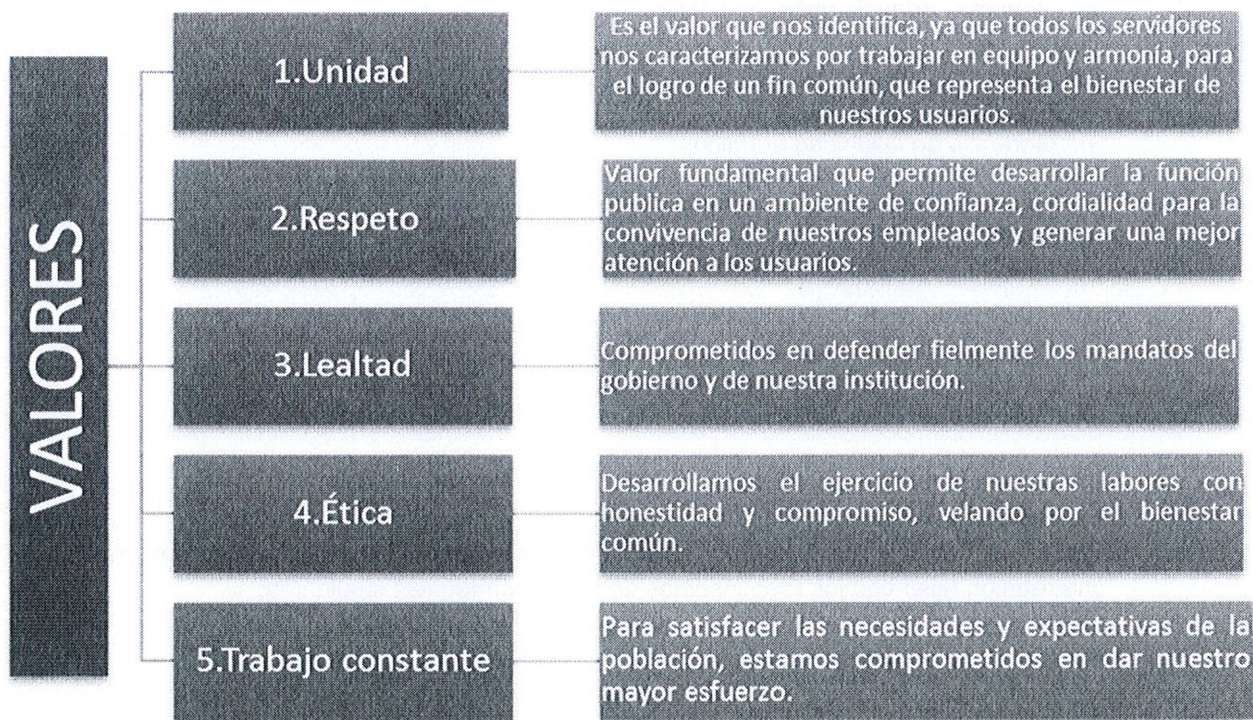 VALORES
1.Unidad
Es el valor que nos identifica, ya que todos los servidores
nos caracterizamos por trabajar en equipo y armonía, para
el logro de un fin común, que representa el bienestar de
nuestros usuarios.
2.Respeto
Valor fundamental que permite desarrollar la función
publica en un ambiente de confianza, cordialidad para la
convivencia de nuestros empleados y generar una mejor
atención a los usuarios.
3.Lealtad
Comprometidos en defender fielmente los mandatos del
gobierno y de nuestra institución.
4.Ética
Desarrollamos el ejercicio de nuestras labores con
honestidad y compromiso, velando por el bienestar
común.
5.Trabajo constante
Para satisfacer las necesidades y expectativas de la
población, estamos comprometidos en dar nuestro
mayor esfuerzo.